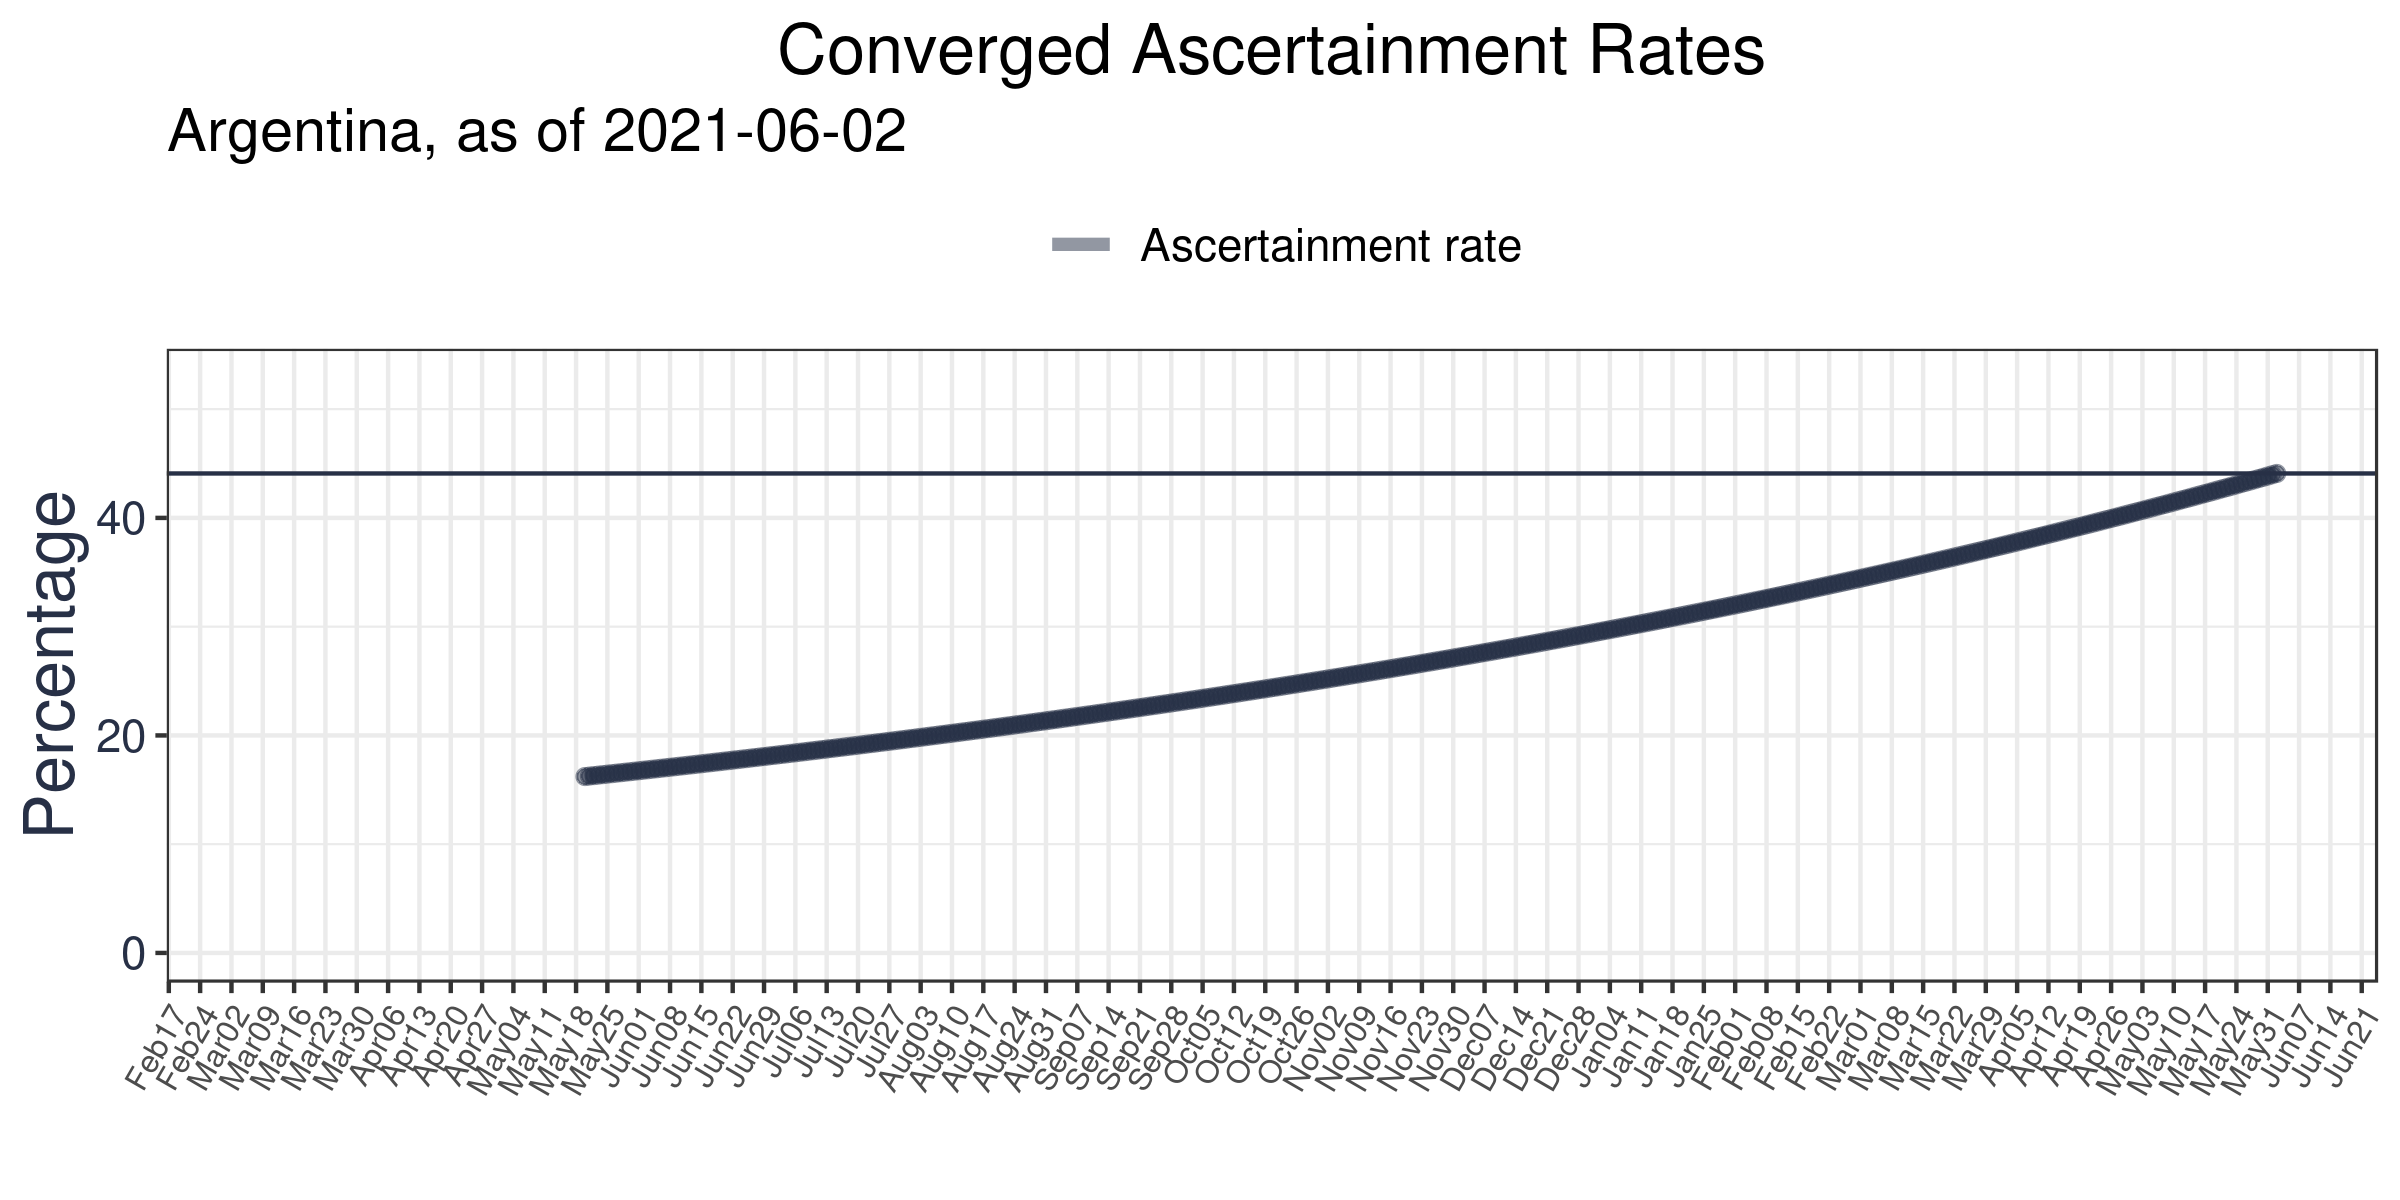 Converged Ascertainment Rates
Argentina, as of 2021-06-02
Ascertainment rate
Percentage
40
20
0
Feb17
Feb24
Mar02
Mar09
Mar16
Mar23
Mar30
Apr06
Apr13
Apr20
Apr27
May04
May11
May18
May25
Jun01
Jun08
Jun15
Jun22
Jun29
Jul06
Jul13
Jul20
Jul27
Aug03
Aug10
Aug17
Aug24
Aug31
Sep07
Sep14
Sep21
Sep28
Oct05
Oct12
Oct19
Oct26
Nov02
Nov09
Nov16
Nov23
Nov30
Dec07
Dec14
Dec21
Dec28
Jan04
Jan11
Jan18
Jan25
Feb01
Feb08
Feb15
Feb22
Mar01
Mar08
Mar15
Mar22
Mar29
Apr05
Apr12
Apr19
Apr26
May03
May10
May17
May24
May31
Jun07
Jun14
Jun21